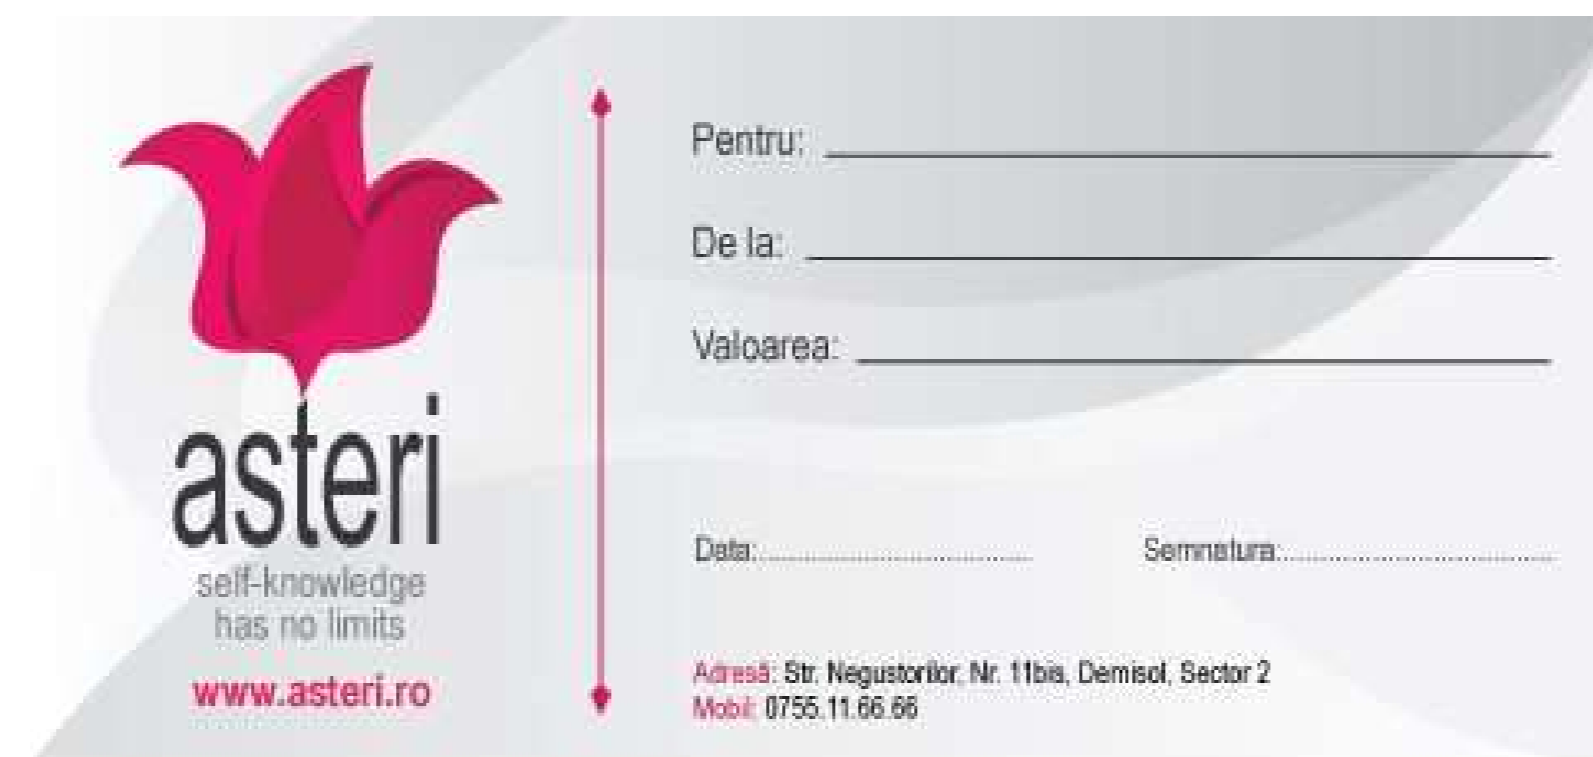 asteri
self-knowledge
has no limits
www.asteri.ro
Pentru:
De la:
Valoarea:
Data:
Semnatura:
Adresă: Str. Negustorilor, Nr. 11bis, Demisol, Sector 2
Mobil: 0755.11.66.66